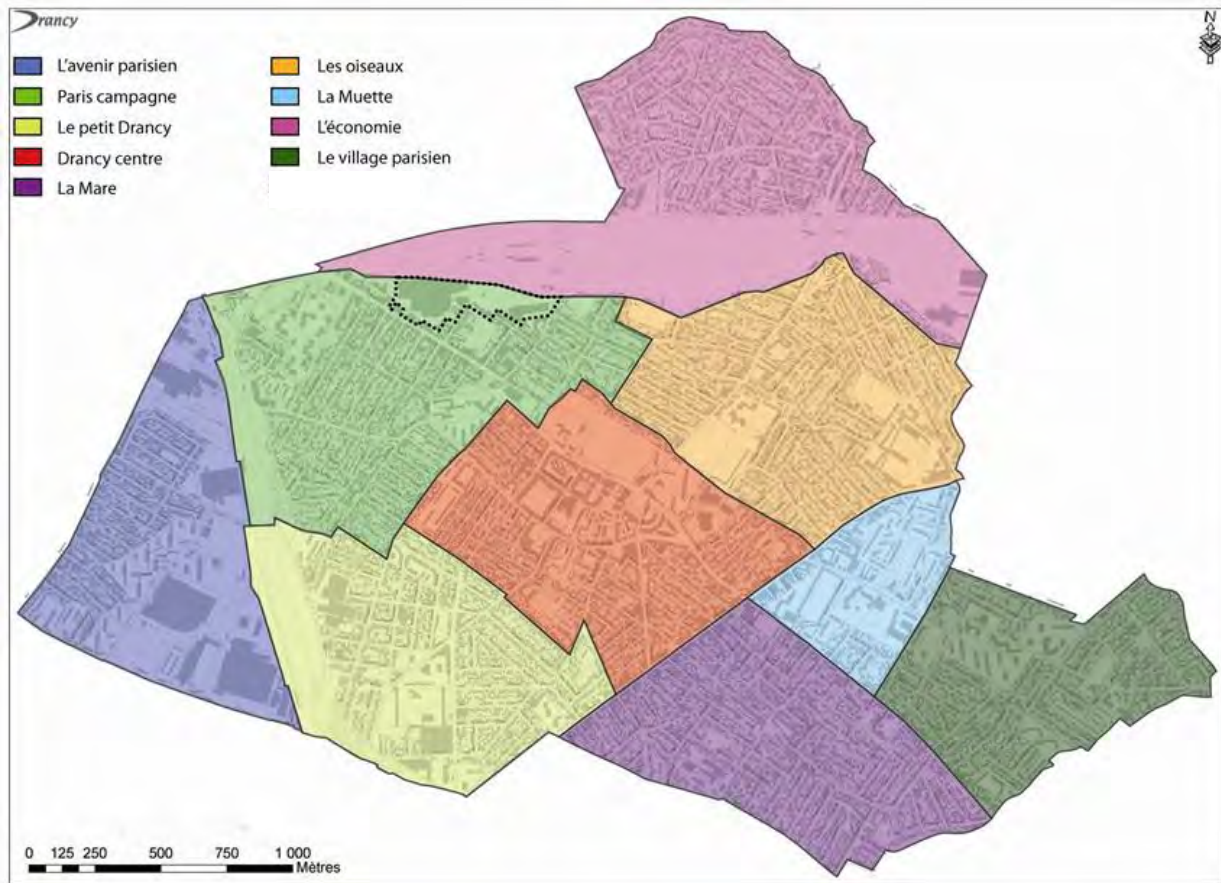 Drancy
N
L'avenir parisien
Paris campagne
Le petit Drancy
Drancy centre
La Mare
Les oiseaux
La Muette
L'économie
Le village parisien
0 125 250 500 750 1 000
Mètres